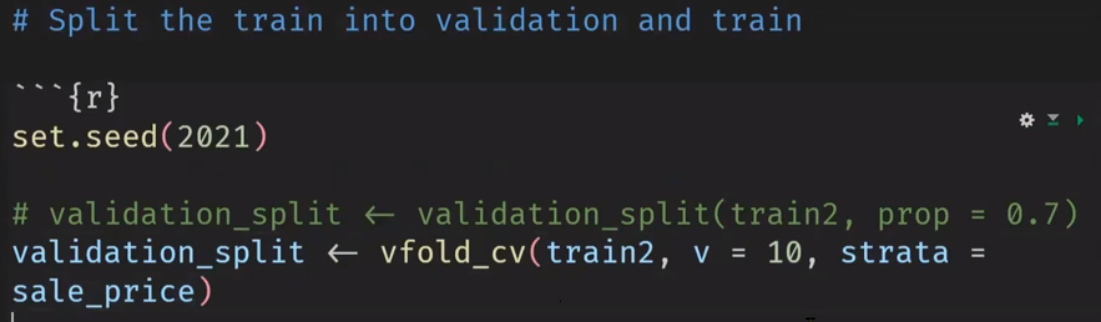 # Split the train into validation and train
```{r}
set.seed(2021)
# validation_split <- validation_split(train2, prop = 0.7)
validation_split <- vfold_cv(train2, v = 10, strata =
sale_price)